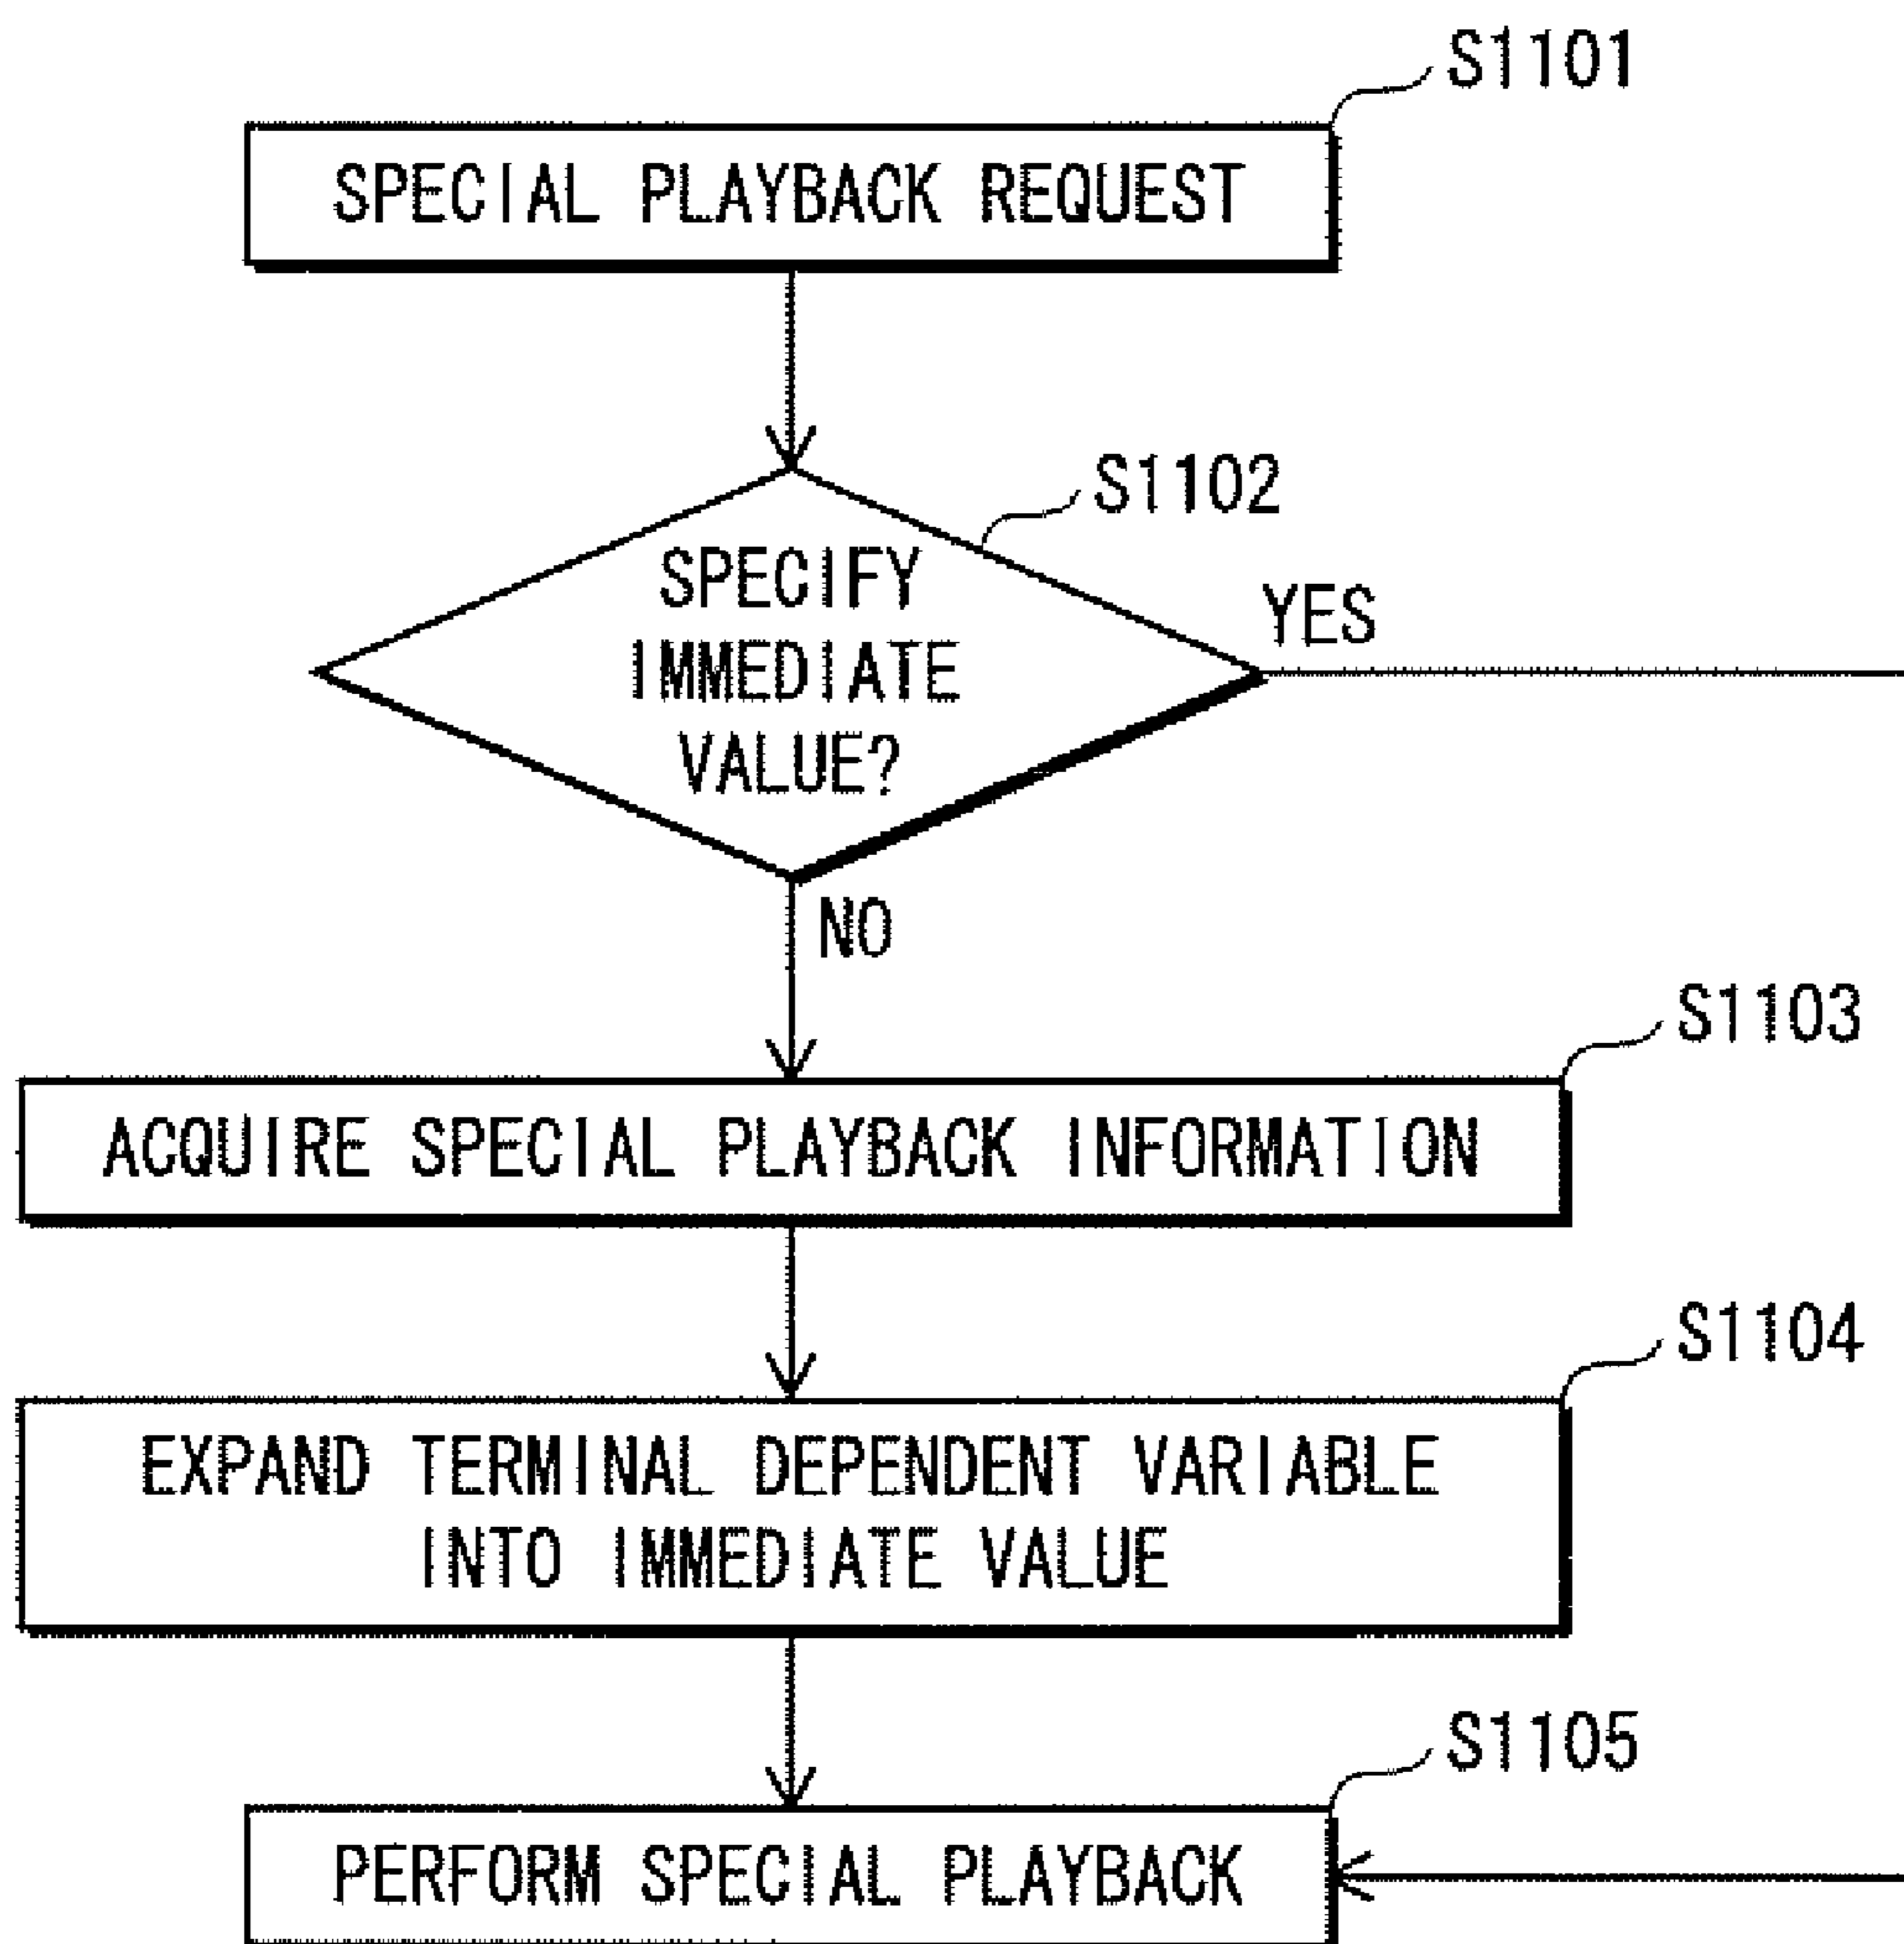 S1101
SPECIAL PLAYBACK REQUEST
S1102
SPECIFY
IMMEDIATE
VALUE?
YES
NO
S1103
ACQUIRE SPECIAL PLAYBACK INFORMATION
S1104
EXPAND TERMINAL DEPENDENT VARIABLE
INTO IMMEDIATE VALUE
S1105
PERFORM SPECIAL PLAYBACK